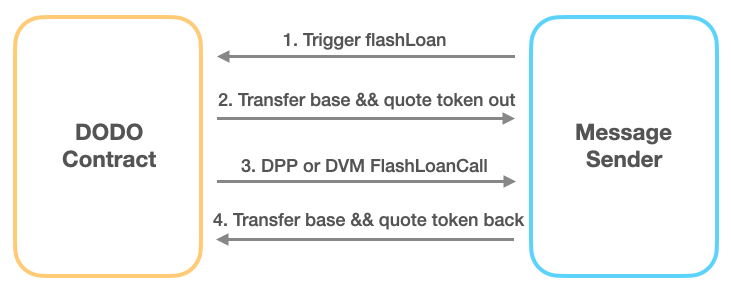 DODO
Contract
1. Trigger flashLoan
2. Transfer base && quote token out
3. DPP or DVM FlashLoanCall
4. Transfer base && quote token back
Message
Sender